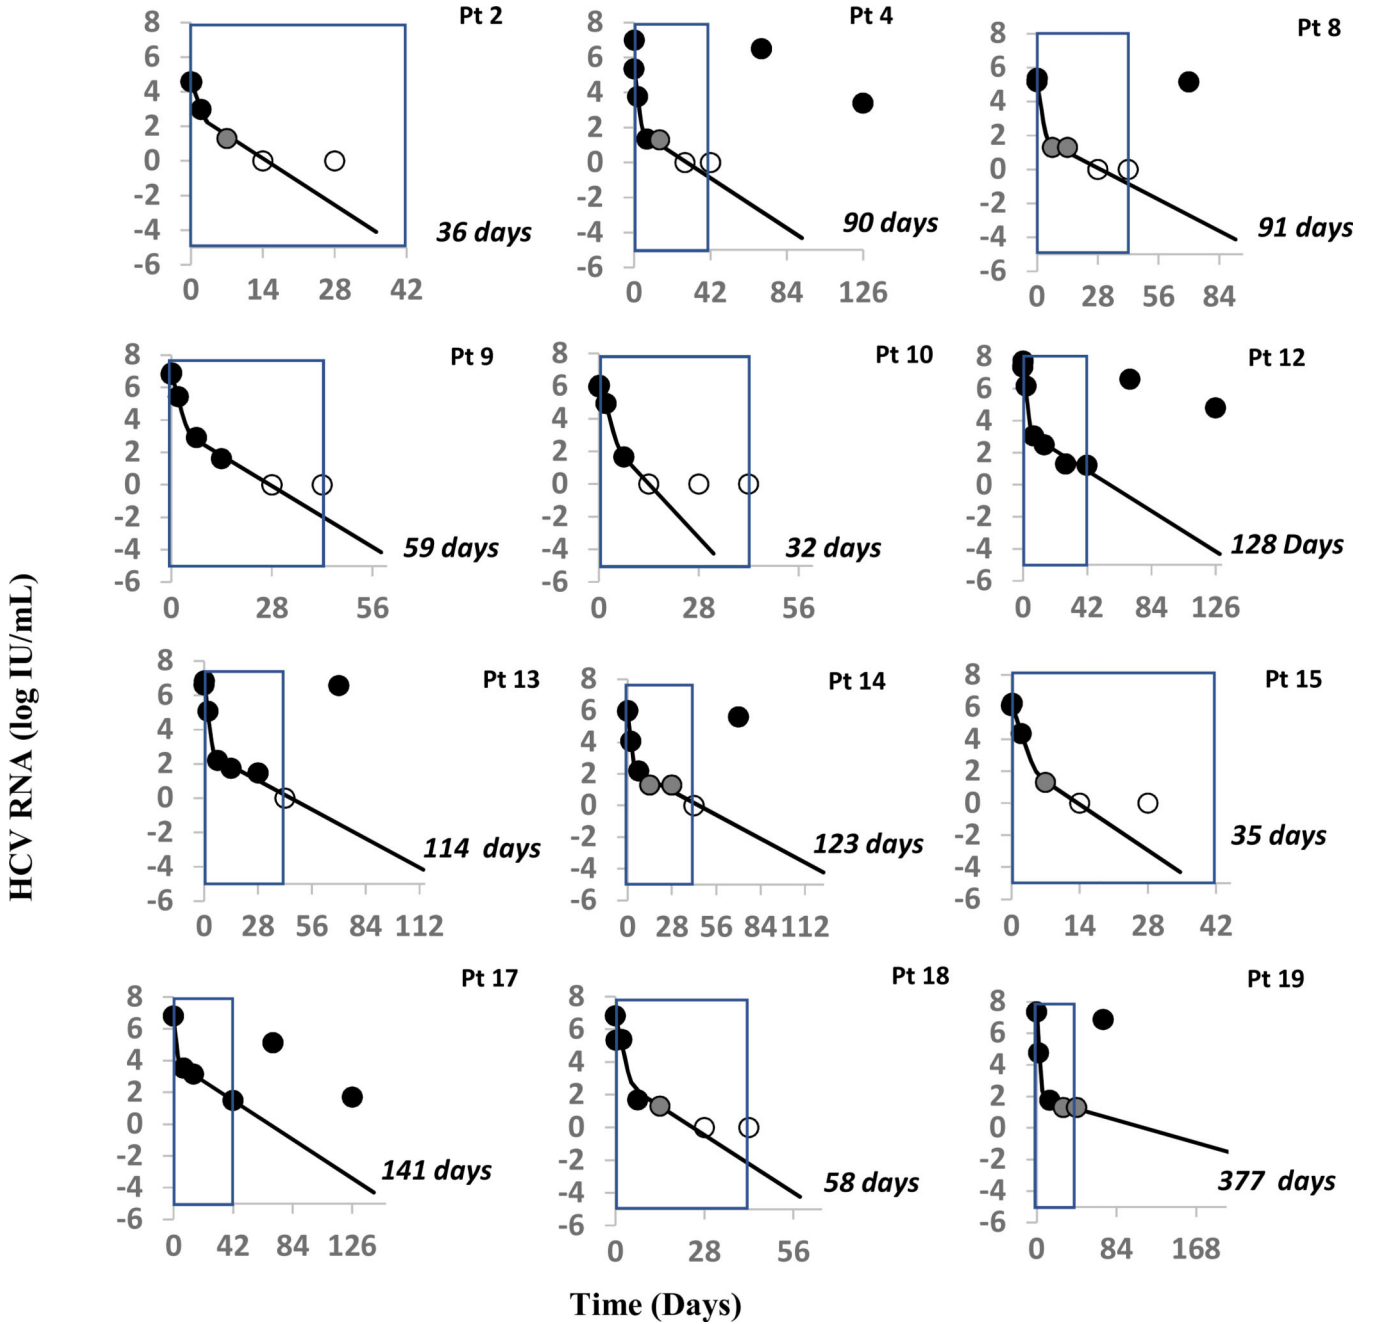 HCV RNA (log IU/mL)
Pt 2
8
6
4
2
0
-2
-4
-6
0 14 28 42
36 days
Pt 4
8
6
4
2
0
-2
-4
-6
0 42 84 126
90 days
Pt 8
8
6
4
2
0
-2
-4
-6
0 28 56 84
91 days
Pt 9
8
6
4
2
0
-2
-4
-6
0 28 56
59 days
Pt 10
8
6
4
2
0
-2
-4
-6
0 28 56
32 days
Pt 12
8
6
4
2
0
-2
-4
-6
0 42 84 126
128 Days
Pt 13
8
6
4
2
0
-2
-4
-6
0 28 56 84 112
114 days
Pt 14
8
6
4
2
0
-2
-4
-6
0 28 56 84 112
123 days
Pt 15
8
6
4
2
0
-2
-4
-6
0 14 28 42
35 days
Pt 17
8
6
4
2
0
-2
-4
-6
0 42 84 126
141 days
Pt 18
8
6
4
2
0
-2
-4
-6
0 28 56
58 days
Pt 19
8
6
4
2
0
-2
-4
-6
0 84 168
377 days
Time (Days)